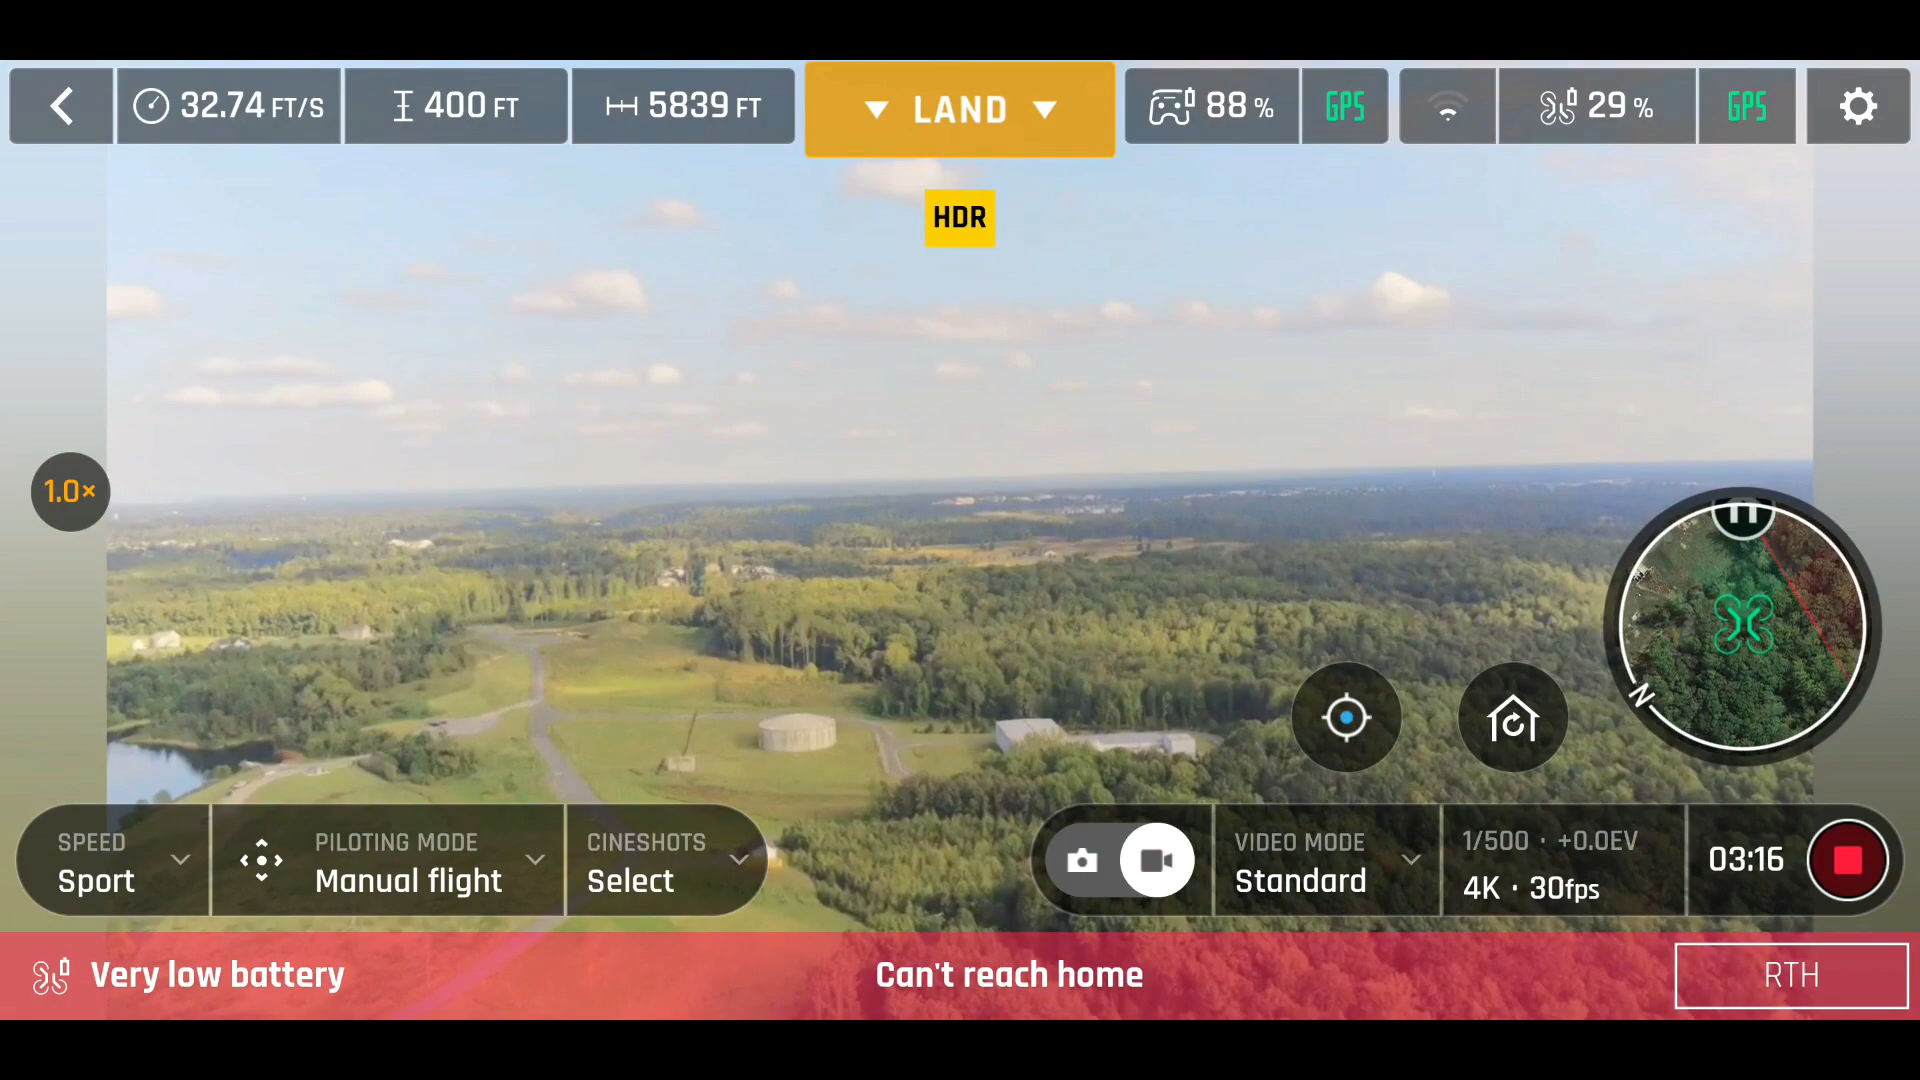 32.74 FT/S
400 FT
5839 FT
LAND
88 %
GPS
29 %
GPS
HDR
1.0×
N
SPEED
Sport
PILOTING MODE
Manual flight
CINESHOTS
Select
VIDEO MODE
Standard
1/500 · +0.0EV
4K · 30fps
03:16
Very low battery
Can't reach home
RTH